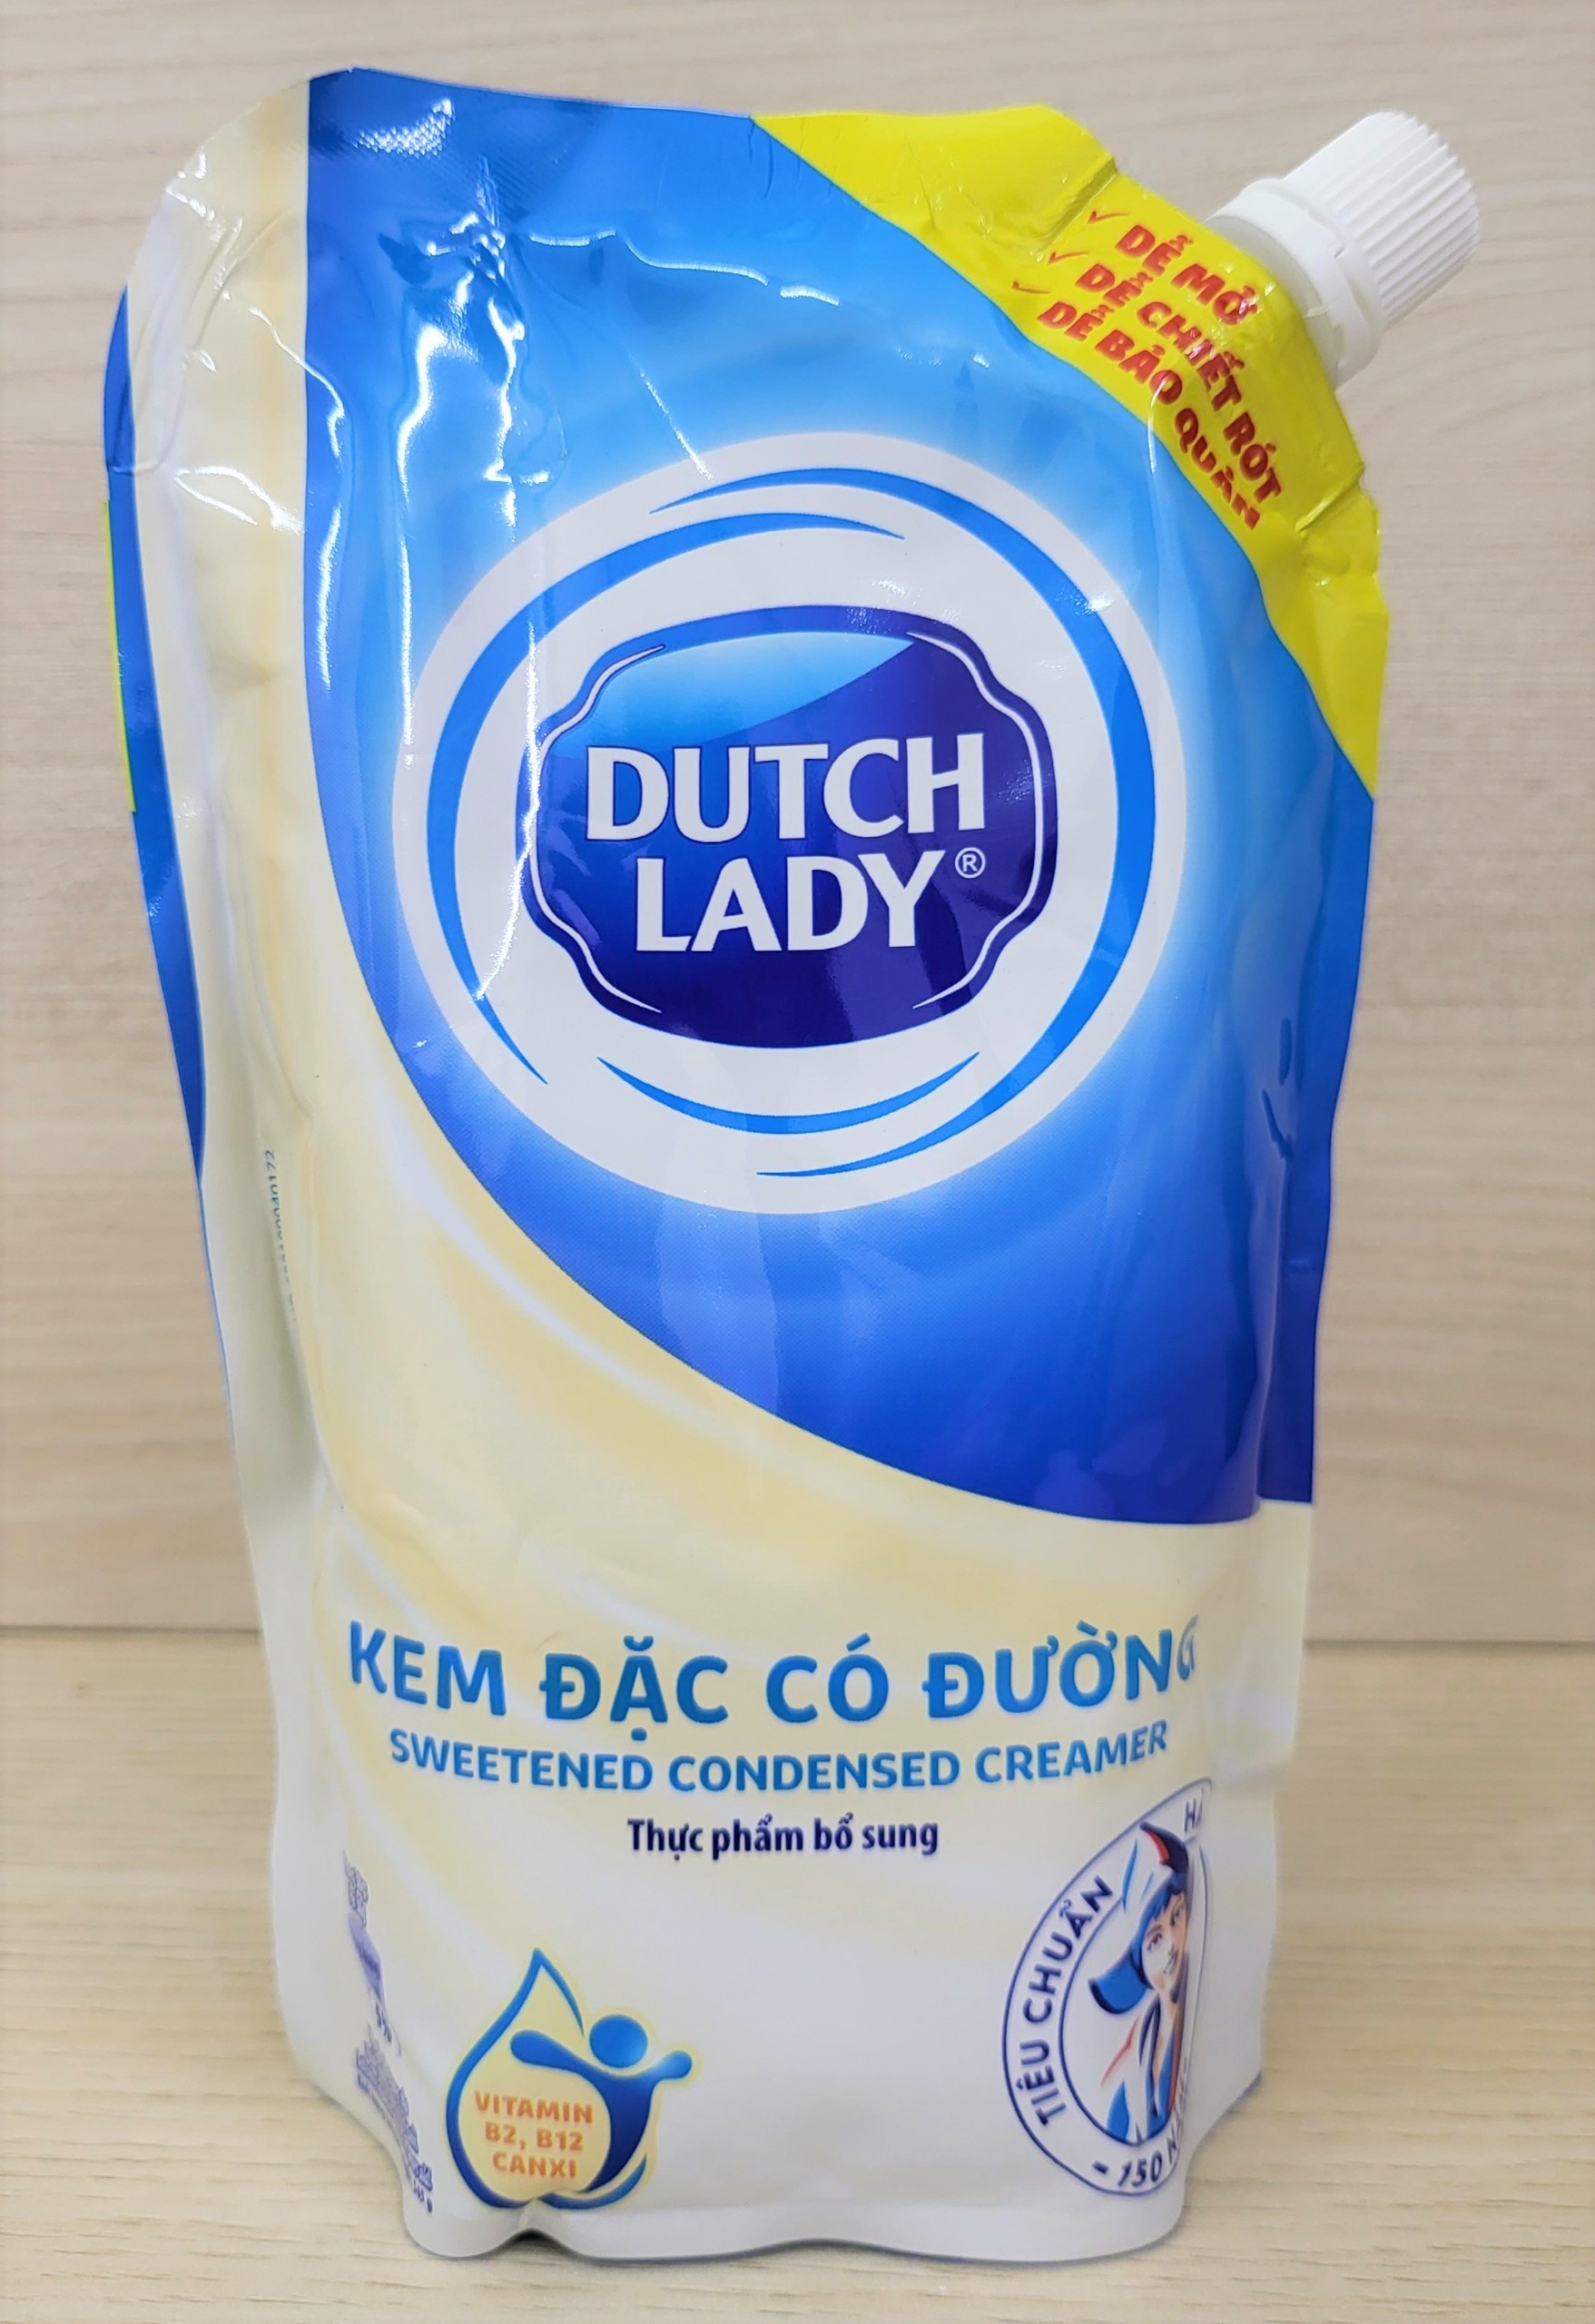 DỄ MỞ
DỄ CHIẾT RÓT
DỄ BẢO QUẢN
DUTCH
LADY®
KEM ĐẶC CÓ ĐƯỜNG
SWEETENED CONDENSED CREAMER
Thực phẩm bổ sung
TIÊU CHUẨN
150
VITAMIN
B2, B12
CANXI